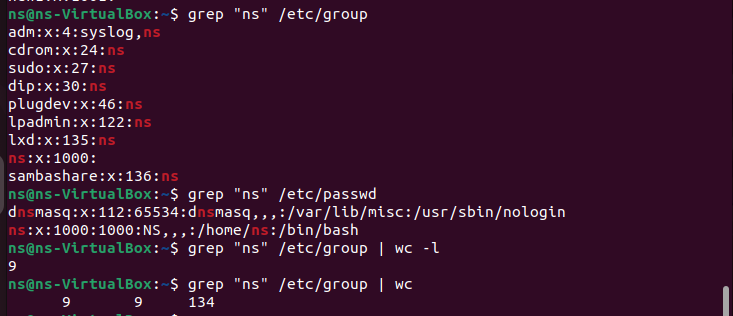 ns@ns-VirtualBox:~$ grep "ns" /etc/group
adm:x:4:syslog,ns
cdrom:x:24:ns
sudo:x:27:ns
dip:x:30:ns
plugdev:x:46:ns
lpadmin:x:122:ns
lxd:x:135:ns
ns:x:1000:
sambashare:x:136:ns
ns@ns-VirtualBox:~$ grep "ns" /etc/passwd
dnsmasq:x:112:65534:dnsmasq,,,:/var/lib/misc:/usr/sbin/nologin
ns:x:1000:1000:NS,,,:/home/ns:/bin/bash
ns@ns-VirtualBox:~$ grep "ns" /etc/group | wc -l
9
ns@ns-VirtualBox:~$ grep "ns" /etc/group | wc
      9       9     134